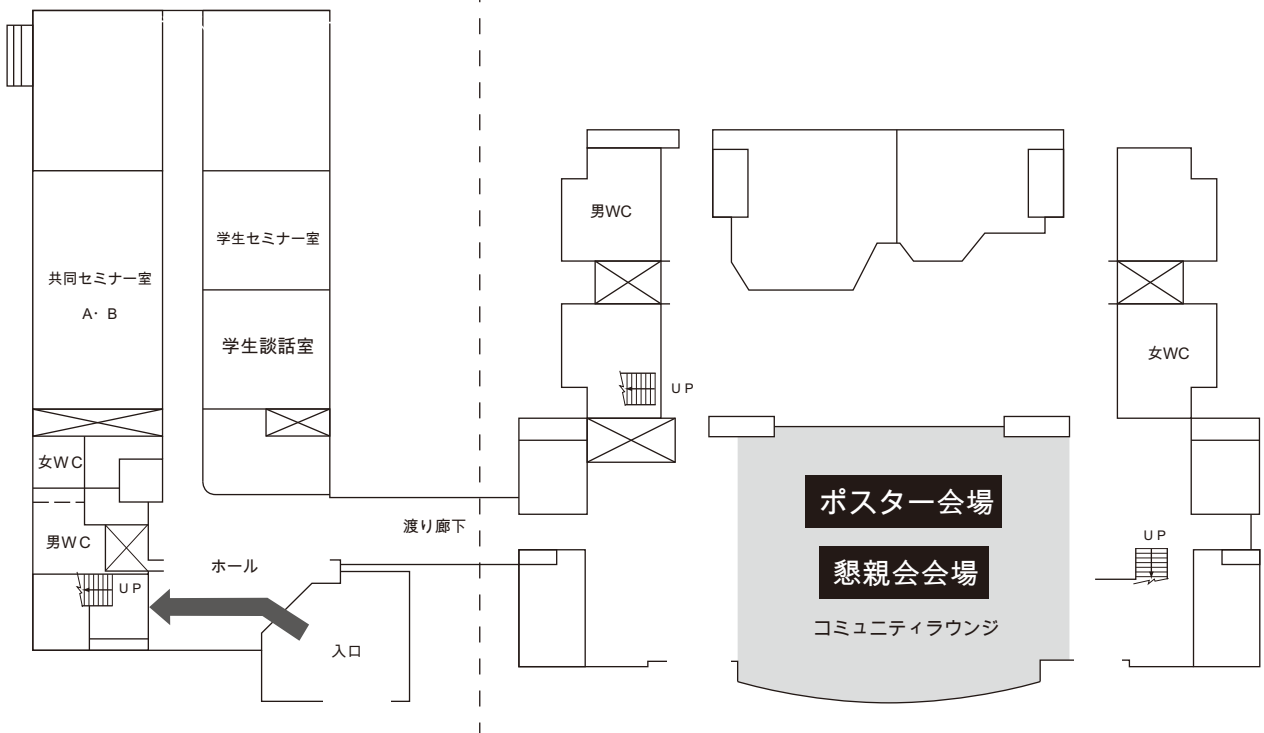 学生セミナー室
共同セミナー室
A・B
学生談話室
女WC
男WC
UP
ホール
渡り廊下
入口
男WC
UP
女WC
ポスター会場
懇親会会場
コミュニティラウンジ
UP